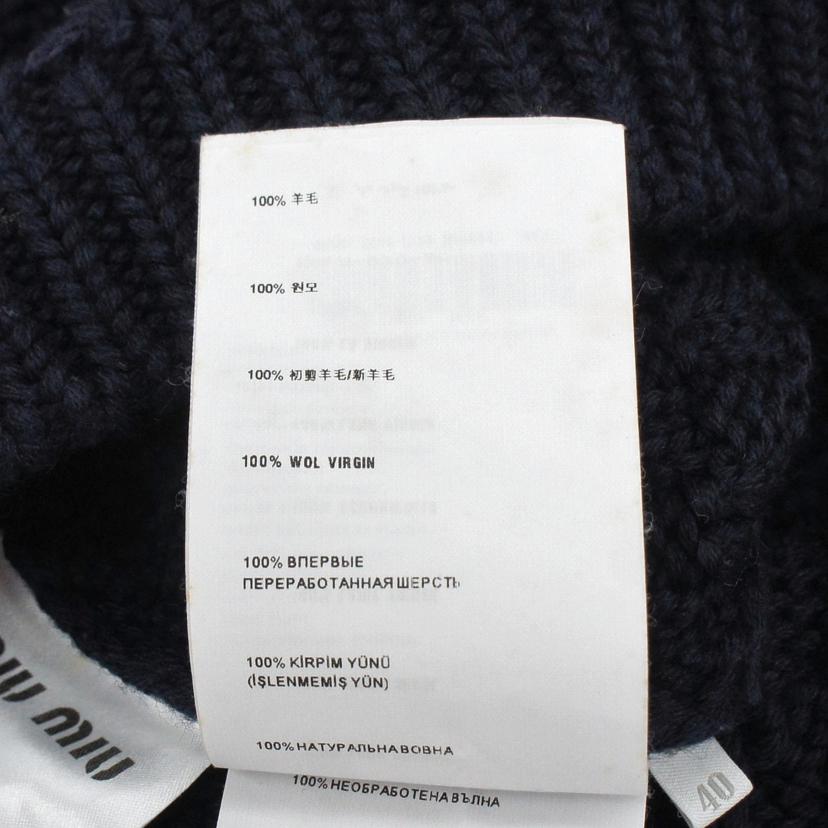 100% 羊毛
100% 원모
100% 初剪羊毛/新羊毛
100% WOL VIRGIN
100% ВПЕРВЫЕ
ПЕРЕРАБОТАННАЯ ШЕРСТЬ
100% KİRPİM YÜNÜ
(İŞLENMEMİŞ YÜN)
100% НАТУРАЛЬНА ВОВНА
100% НЕОБРАБОТЕНА ВЪЛНА
miu miu
40